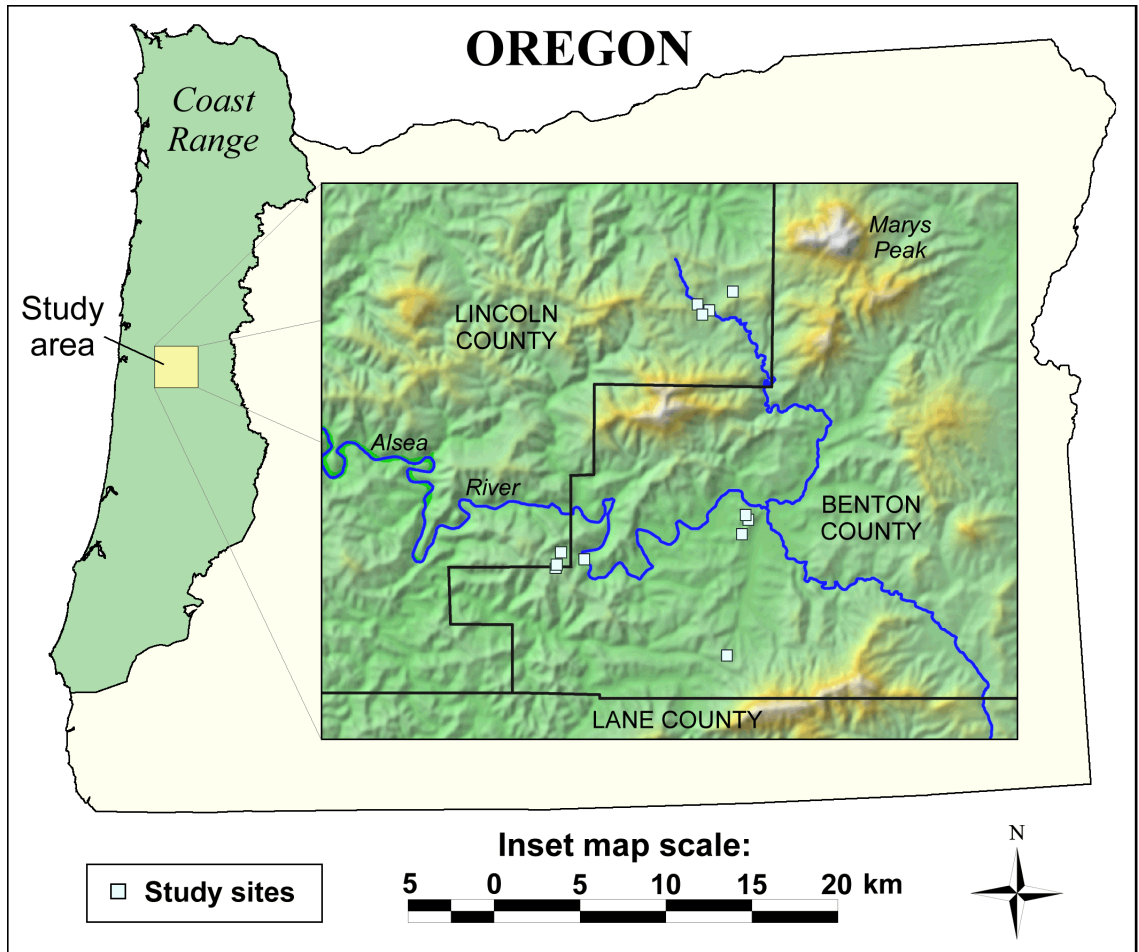 OREGON
Coast
Range
Marys
Peak
Study
area
LINCOLN
COUNTY
Alsea
River
BENTON
COUNTY
LANE COUNTY
Inset map scale:
5 0 5 10 15 20 km
Study sites
N